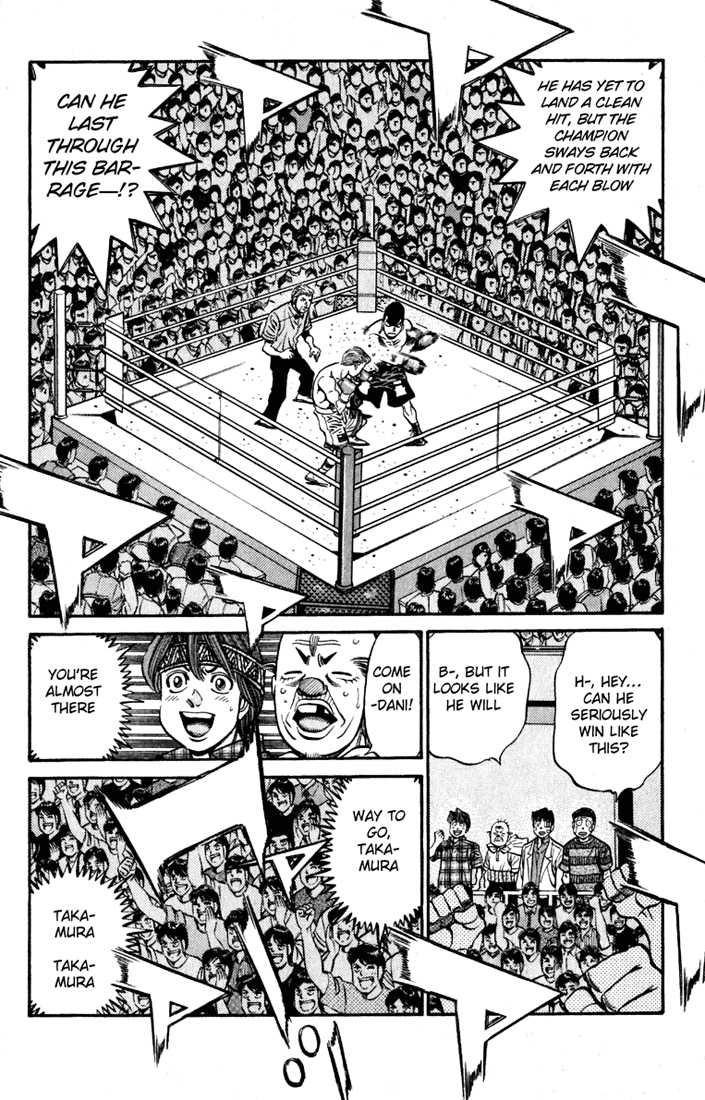 HE HAS YET TO
LAND A CLEAN
HIT, BUT THE
CHAMPION
SWAYS BACK
AND FORTH WITH
EACH BLOW
CAN HE
LAST
THROUGH
THIS BAR-
RAGE—!?
H-, HEY...
CAN HE
SERIOUSLY
WIN LIKE
THIS?
B-, BUT IT
LOOKS LIKE
HE WILL
COME
ON
-DANI!
YOU'RE
ALMOST
THERE
WAY TO
GO,
TAKA-
MURA
TAKA-
MURA
TAKA-
MURA